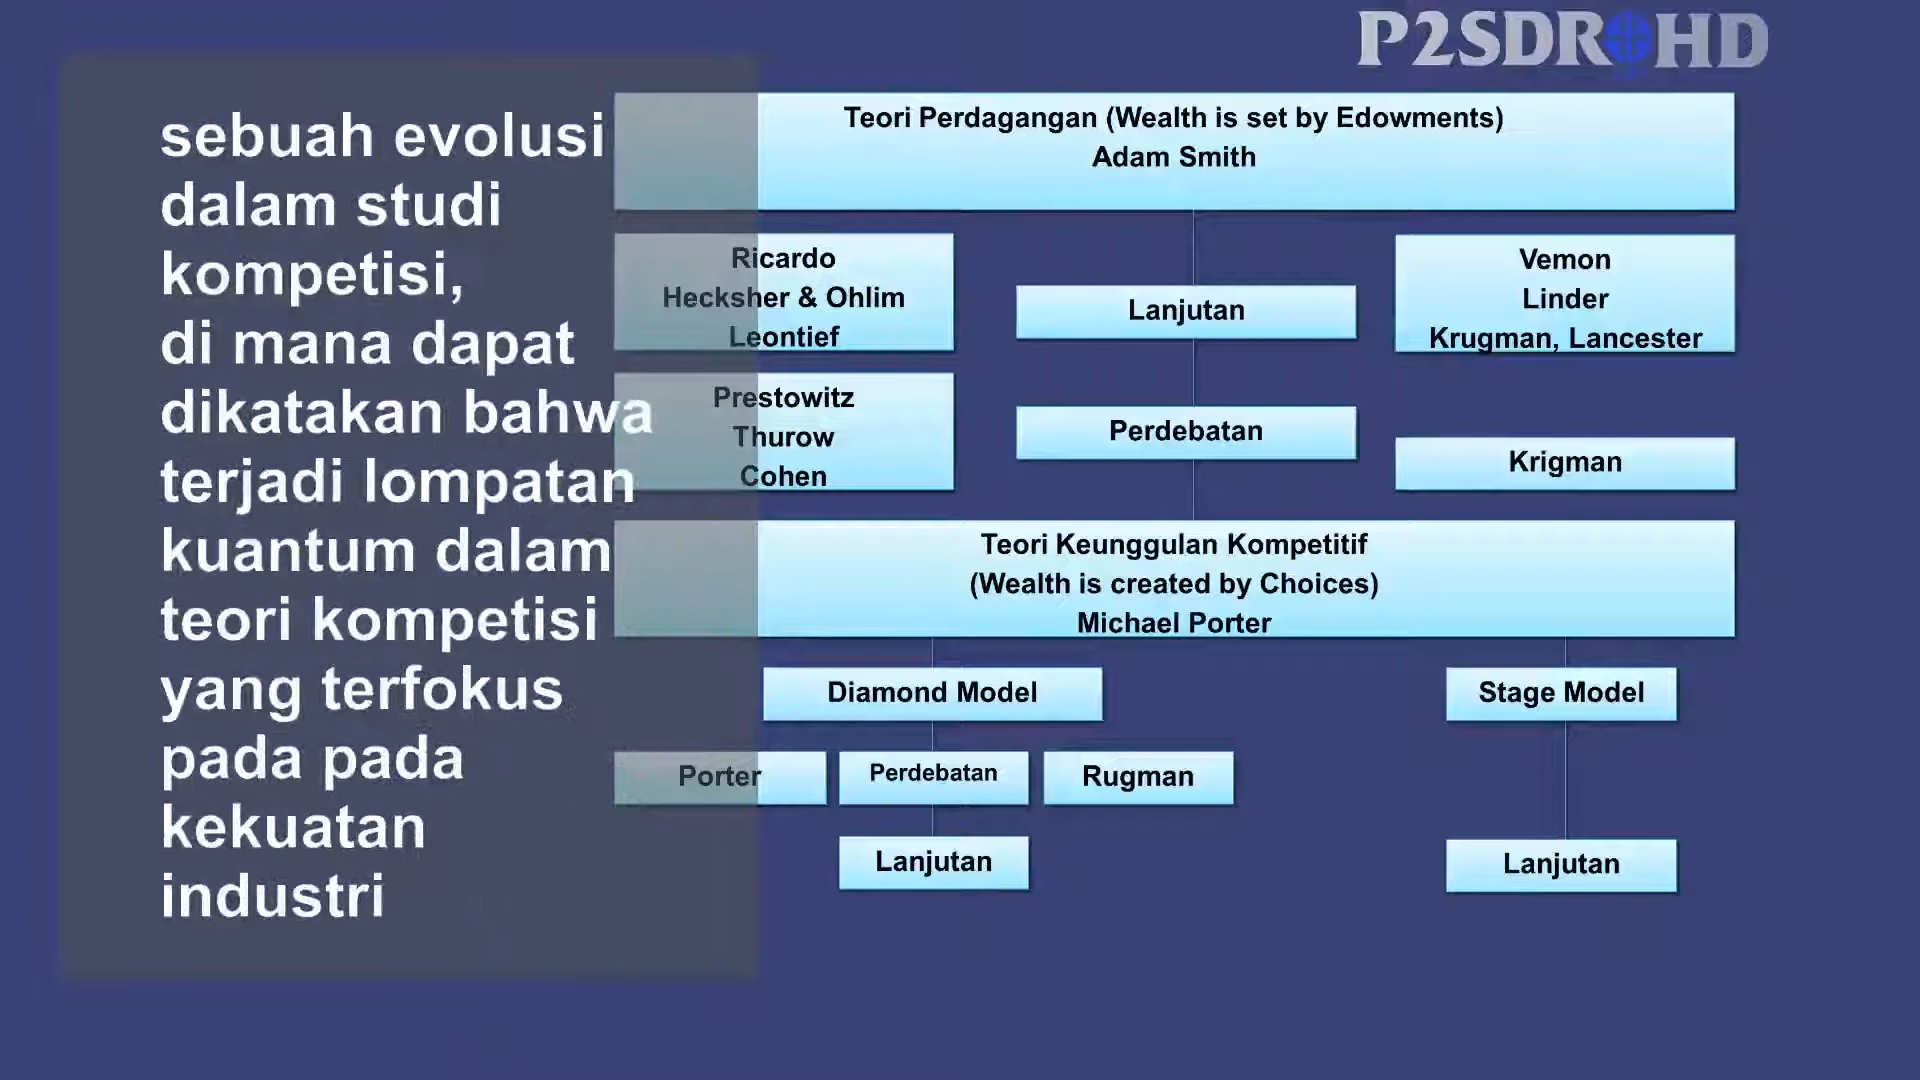 P2SDR HD
sebuah evolusi
dalam studi
kompetisi,
di mana dapat
dikatakan bahwa
terjadi lompatan
kuantum dalam
teori kompetisi
yang terfokus
pada pada
kekuatan
industri
Teori Perdagangan (Wealth is set by Edowments)
Adam Smith
Ricardo
Hecksher & Ohlim
Leontief
Lanjutan
Vemon
Linder
Krugman, Lancester
Prestowitz
Thurow
Cohen
Perdebatan
Krigman
Teori Keunggulan Kompetitif
(Wealth is created by Choices)
Michael Porter
Diamond Model
Stage Model
Porter
Perdebatan
Rugman
Lanjutan
Lanjutan